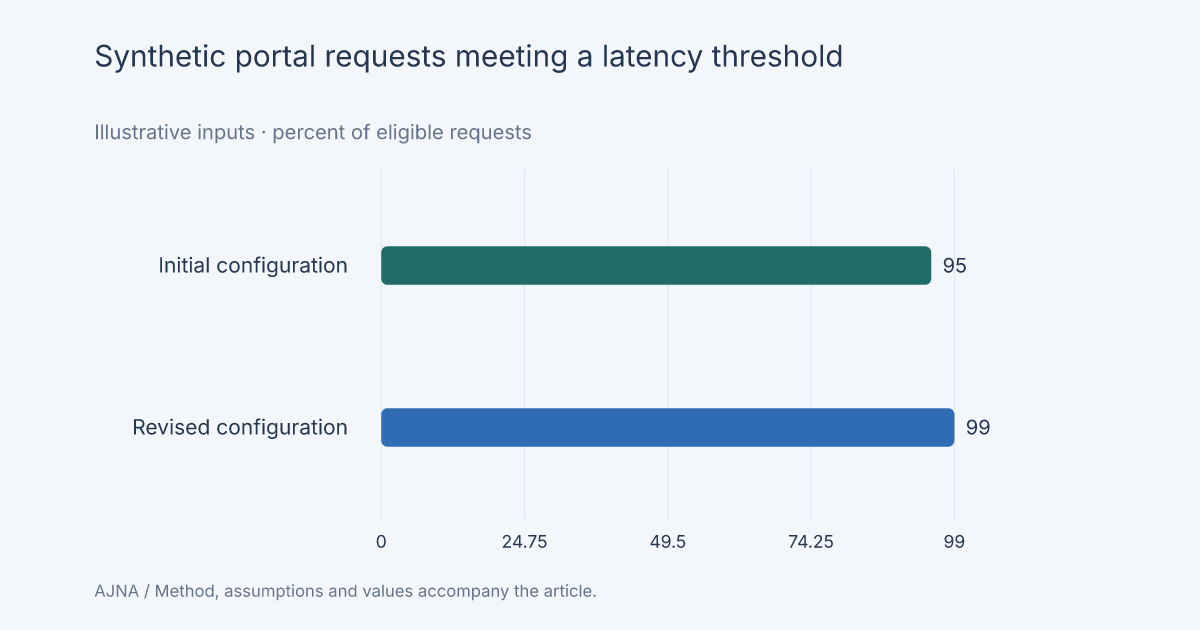 Synthetic portal requests meeting a latency threshold
Illustrative inputs · percent of eligible requests
Initial configuration 95
Revised configuration 99
0 24.75 49.5 74.25 99
AJNA / Method, assumptions and values accompany the article.